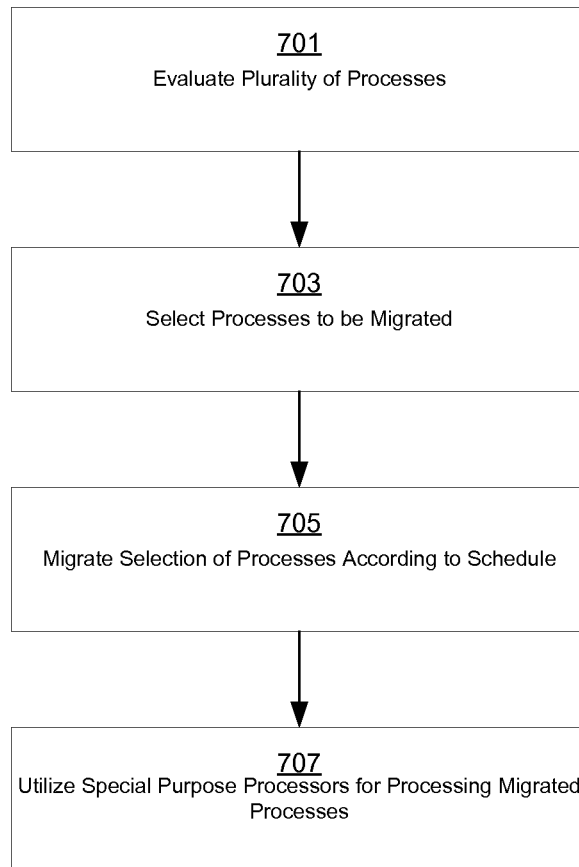 701
Evaluate Plurality of Processes
703
Select Processes to be Migrated
705
Migrate Selection of Processes According to Schedule
707
Utilize Special Purpose Processors for Processing Migrated
Processes